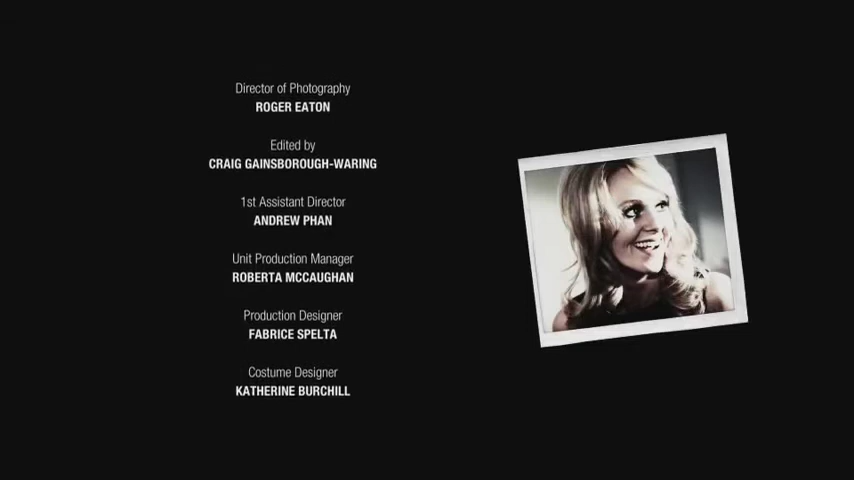 Director of Photography
ROGER EATON
Edited by
CRAIG GAINSBOROUGH-WARING
1st Assistant Director
ANDREW PHAN
Unit Production Manager
ROBERTA MCCAUGHAN
Production Designer
FABRICE SPELTA
Costume Designer
KATHERINE BURCHILL